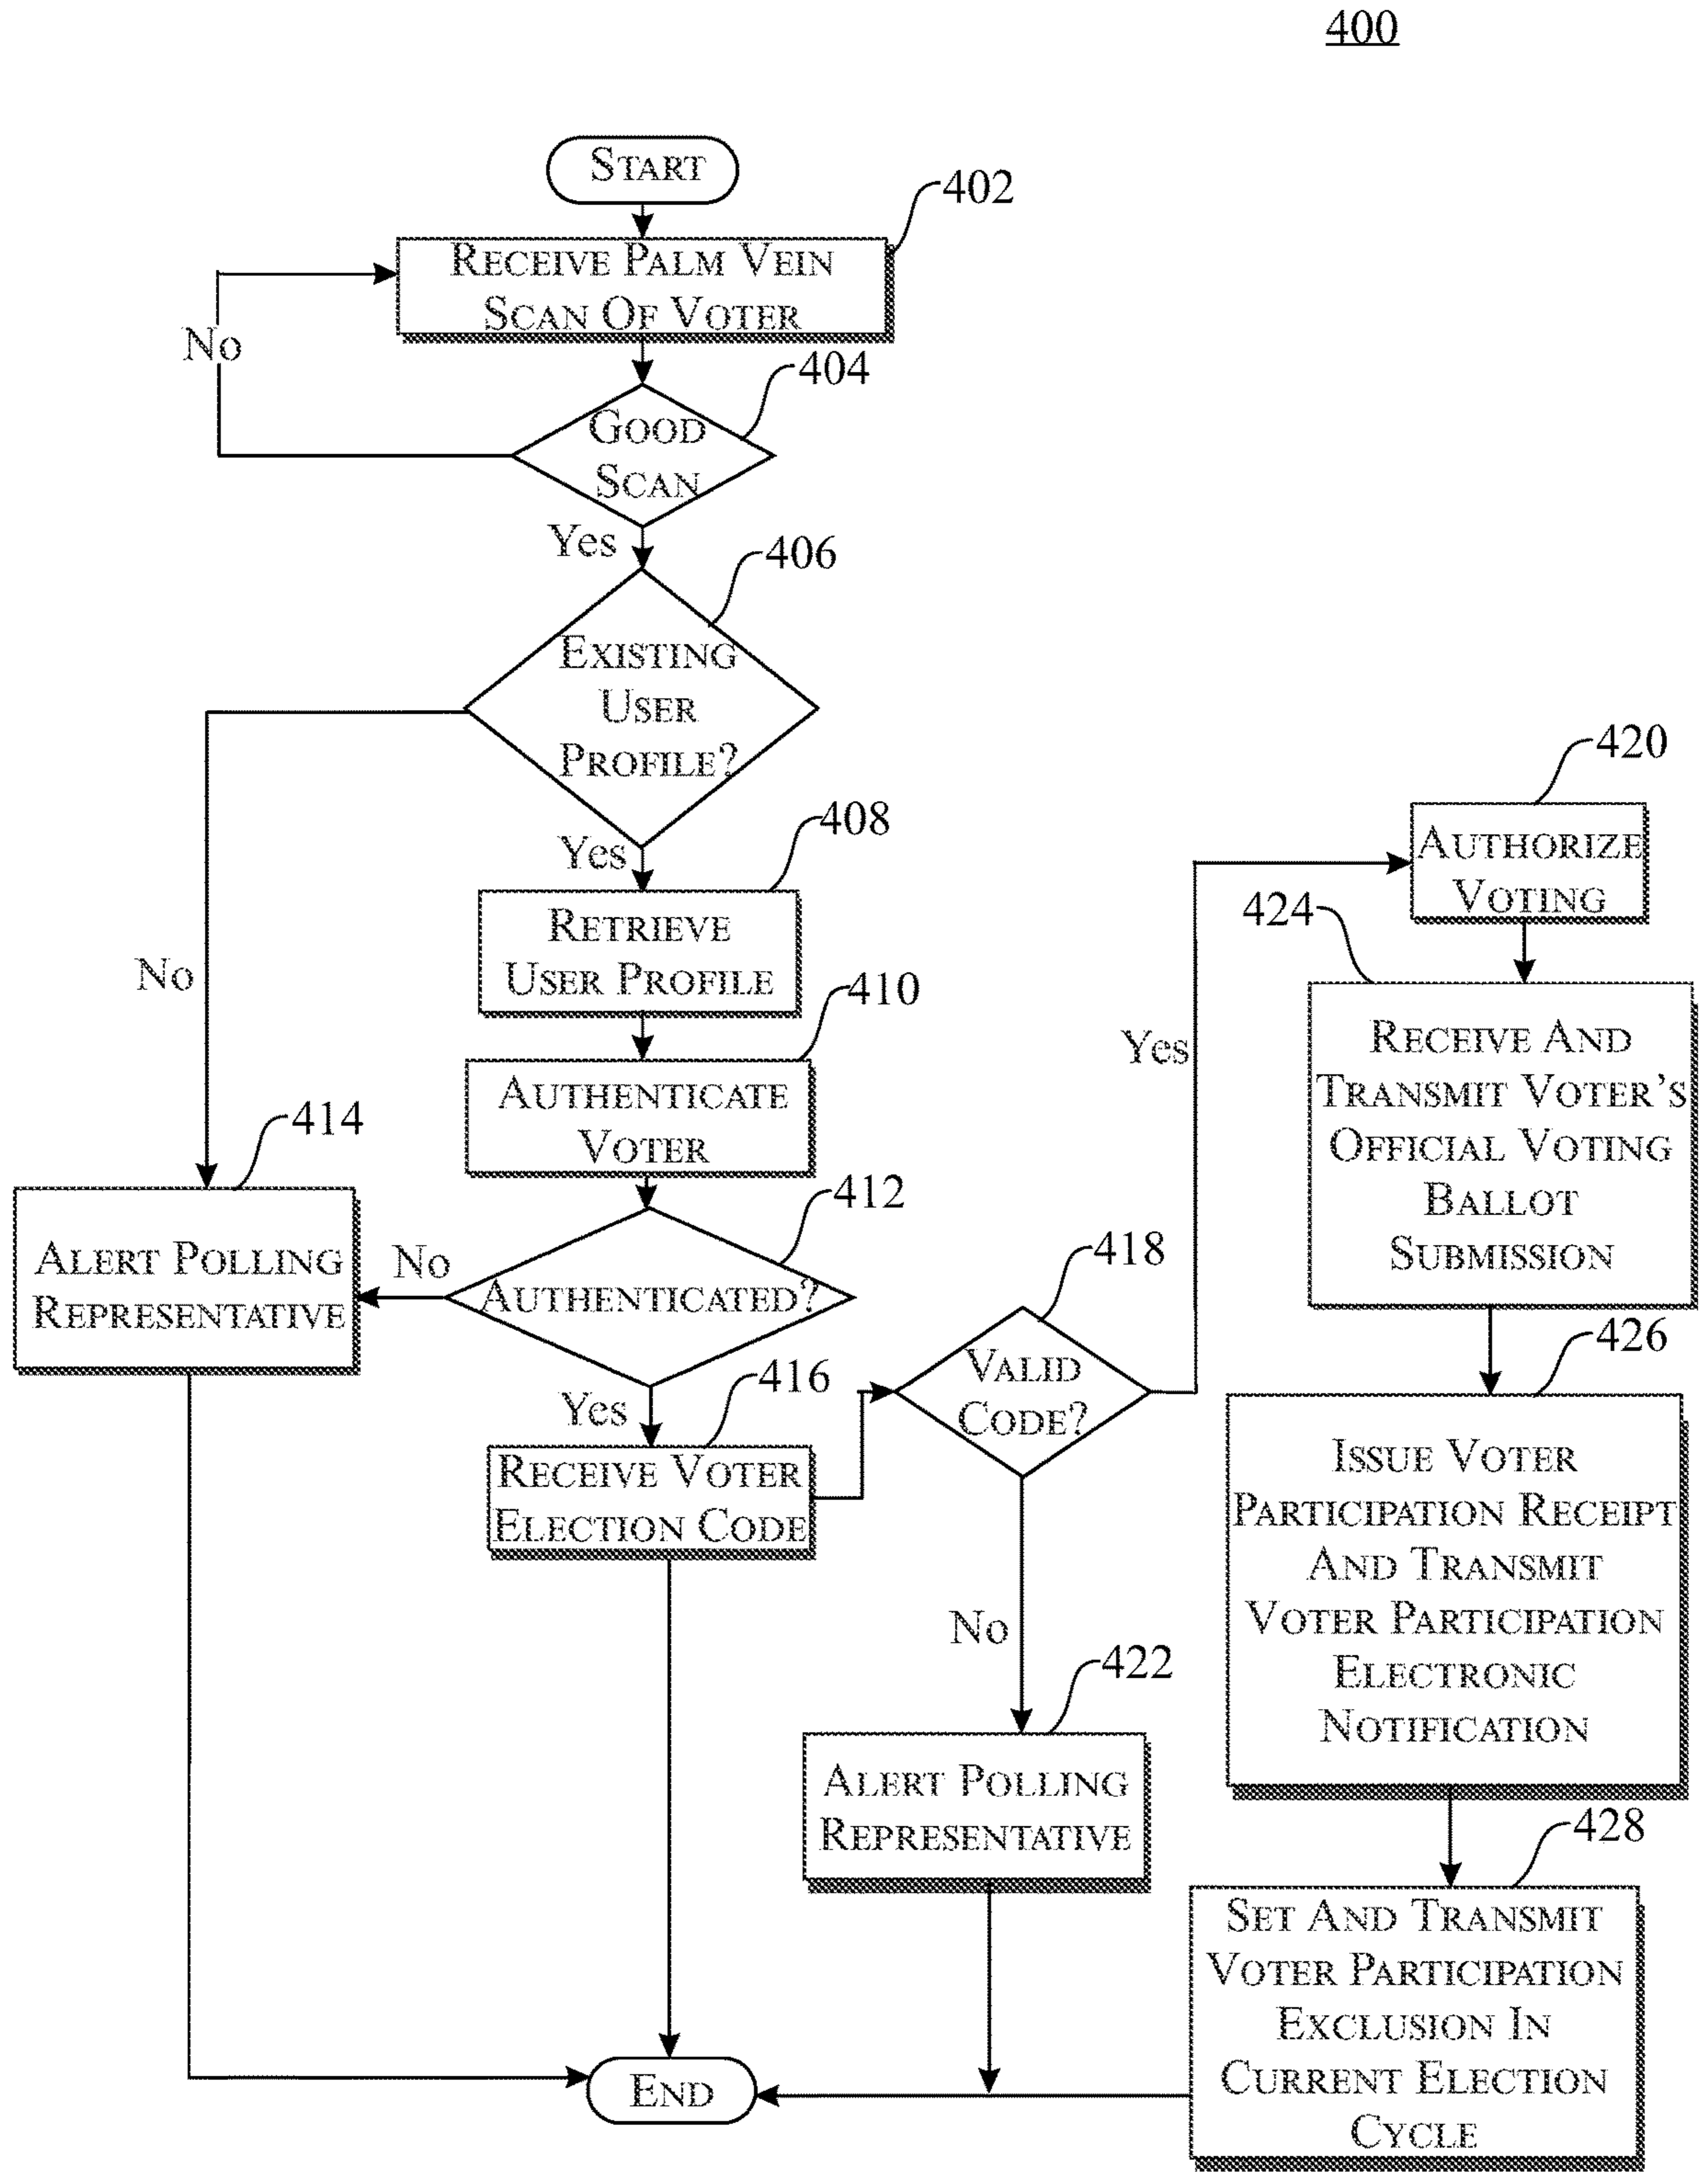 400
START
402
RECEIVE PALM VEIN
SCAN OF VOTER
No
404
GOOD
SCAN
Yes
406
EXISTING
USER
PROFILE?
Yes
408
RETRIEVE
USER PROFILE
No
410
AUTHENTICATE
VOTER
414
ALERT POLLING
REPRESENTATIVE
412
No
AUTHENTICATED?
Yes
416
RECEIVE VOTER
ELECTION CODE
418
VALID
CODE?
Yes
No
422
ALERT POLLING
REPRESENTATIVE
420
AUTHORIZE
VOTING
424
RECEIVE AND
TRANSMIT VOTER'S
OFFICIAL VOTING
BALLOT
SUBMISSION
426
ISSUE VOTER
PARTICIPATION RECEIPT
AND TRANSMIT
VOTER PARTICIPATION
ELECTRONIC
NOTIFICATION
428
SET AND TRANSMIT
VOTER PARTICIPATION
EXCLUSION IN
CURRENT ELECTION
CYCLE
END